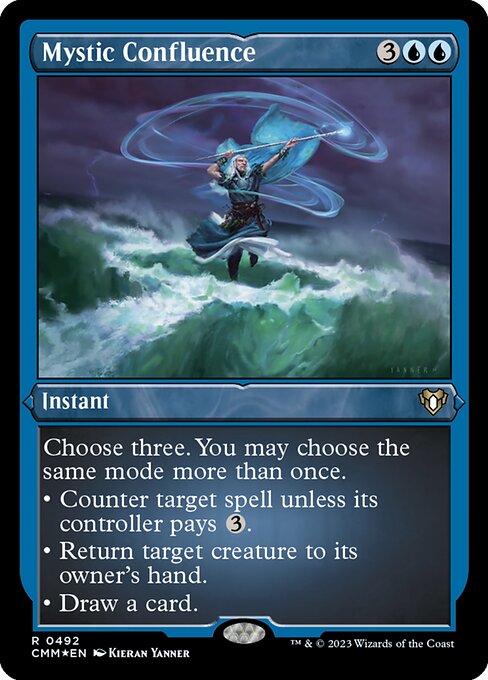 Mystic Confluence 3
YANNER
Instant
Choose three. You may choose the
same mode more than once.
• Counter target spell unless its
controller pays 3.
• Return target creature to its
owner's hand.
• Draw a card.
R 0492
CMM★EN Kieran Yanner
™ & © 2023 Wizards of the Coast